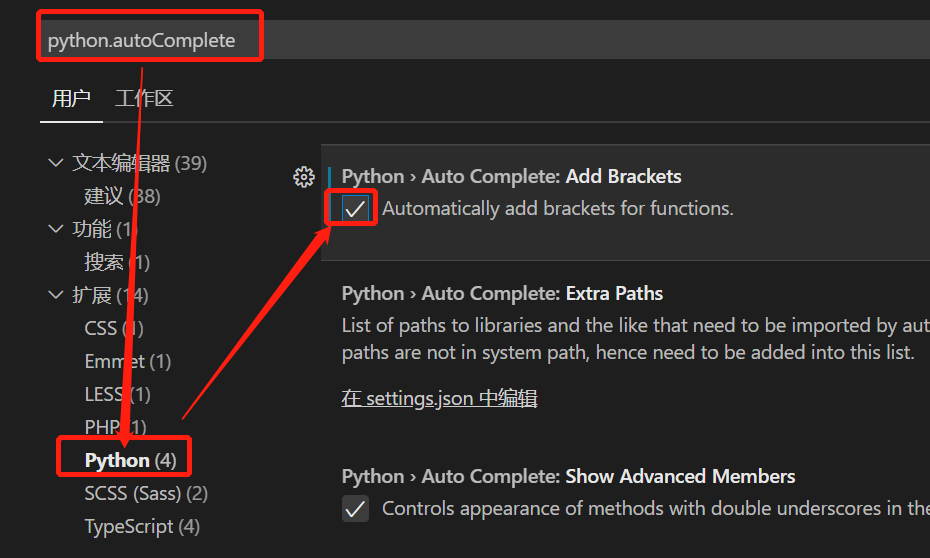 python.autoComplete
用户 工作区
文本编辑器 (39)
建议 (38)
功能 (1)
搜索 (1)
扩展 (14)
CSS (1)
Emmet (1)
LESS (1)
PHP (1)
Python (4)
SCSS (Sass) (2)
TypeScript (4)
Python › Auto Complete: Add Brackets
Automatically add brackets for functions.
Python › Auto Complete: Extra Paths
List of paths to libraries and the like that need to be imported by aut
paths are not in system path, hence need to be added into this list.
在 settings.json 中编辑
Python › Auto Complete: Show Advanced Members
Controls appearance of methods with double underscores in the